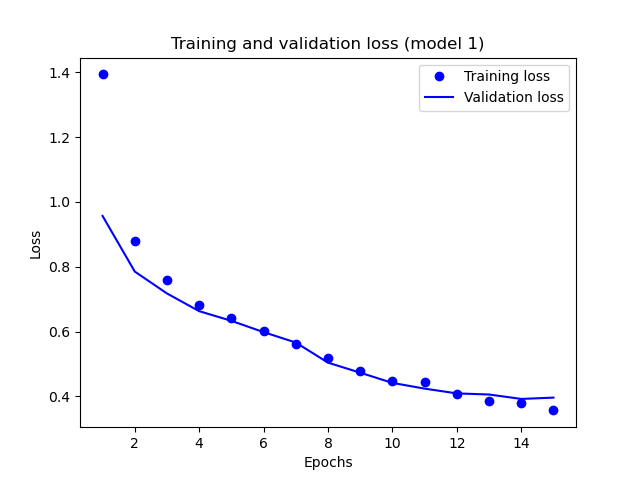 Training and validation loss (model 1)
Training loss
Validation loss
Loss
1.4
1.2
1.0
0.8
0.6
0.4
2 4 6 8 10 12 14
Epochs